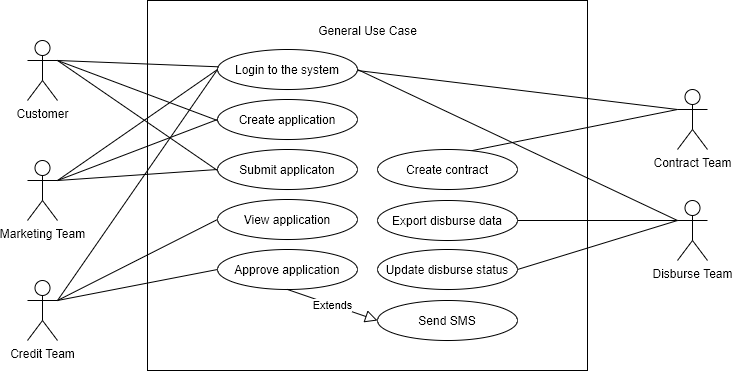 General Use Case
Login to the system
Customer
Create application
Contract Team
Submit applicaton
Create contract
Marketing Team
View application
Export disburse data
Approve application
Update disburse status
Disburse Team
Extends
Send SMS
Credit Team